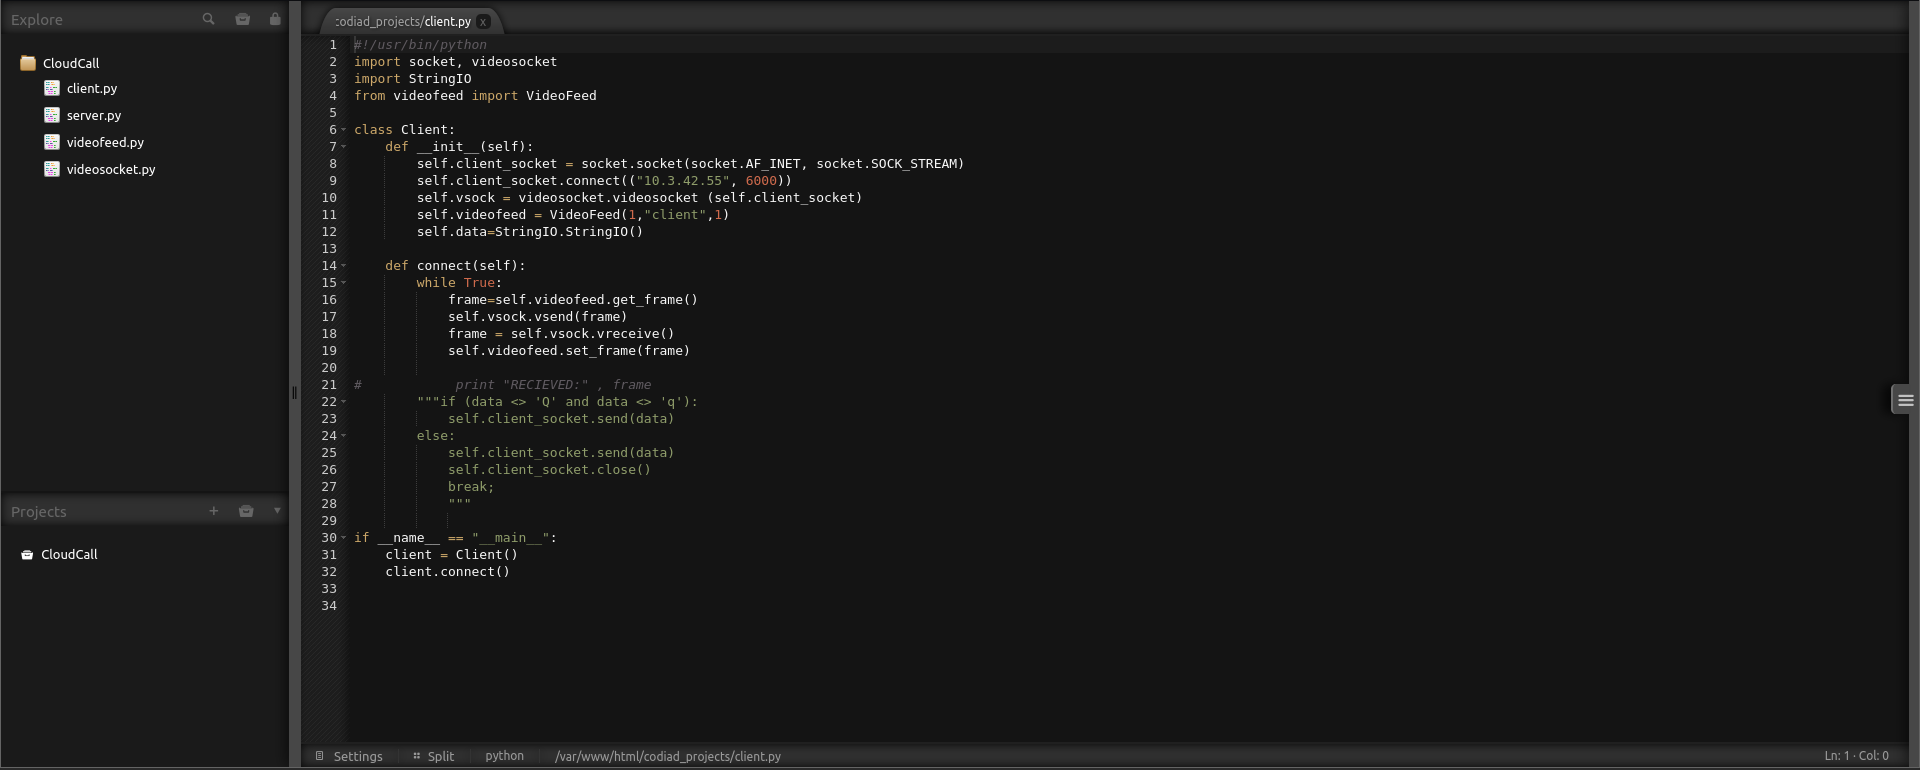 Explore
CloudCall
client.py
server.py
videofeed.py
videosocket.py
Projects +
CloudCall
codiad_projects/client.py x
1 #!/usr/bin/python
2 import socket, videosocket
3 import StringIO
4 from videofeed import VideoFeed
5
6 class Client:
7     def __init__(self):
8         self.client_socket = socket.socket(socket.AF_INET, socket.SOCK_STREAM)
9         self.client_socket.connect(("10.3.42.55", 6000))
10         self.vsock = videosocket.videosocket (self.client_socket)
11         self.videofeed = VideoFeed(1,"client",1)
12         self.data=StringIO.StringIO()
13
14     def connect(self):
15         while True:
16             frame=self.videofeed.get_frame()
17             self.vsock.vsend(frame)
18             frame = self.vsock.vreceive()
19             self.videofeed.set_frame(frame)
20
21 #            print "RECIEVED:" , frame
22         """if (data <> 'Q' and data <> 'q'):
23             self.client_socket.send(data)
24         else:
25             self.client_socket.send(data)
26             self.client_socket.close()
27             break;
28             """
29
30 if __name__ == "__main__":
31     client = Client()
32     client.connect()
33
34
Settings Split python /var/www/html/codiad_projects/client.py Ln: 1 · Col: 0